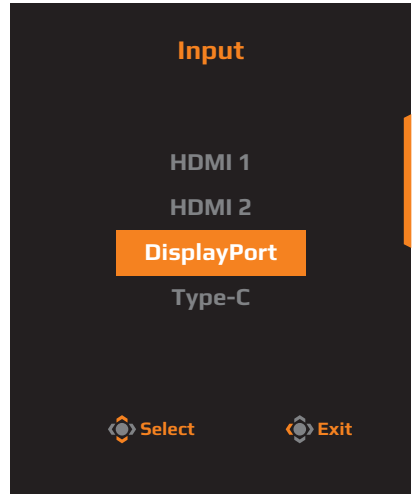 Input
HDMI 1
HDMI 2
DisplayPort
Type-C
Select Exit